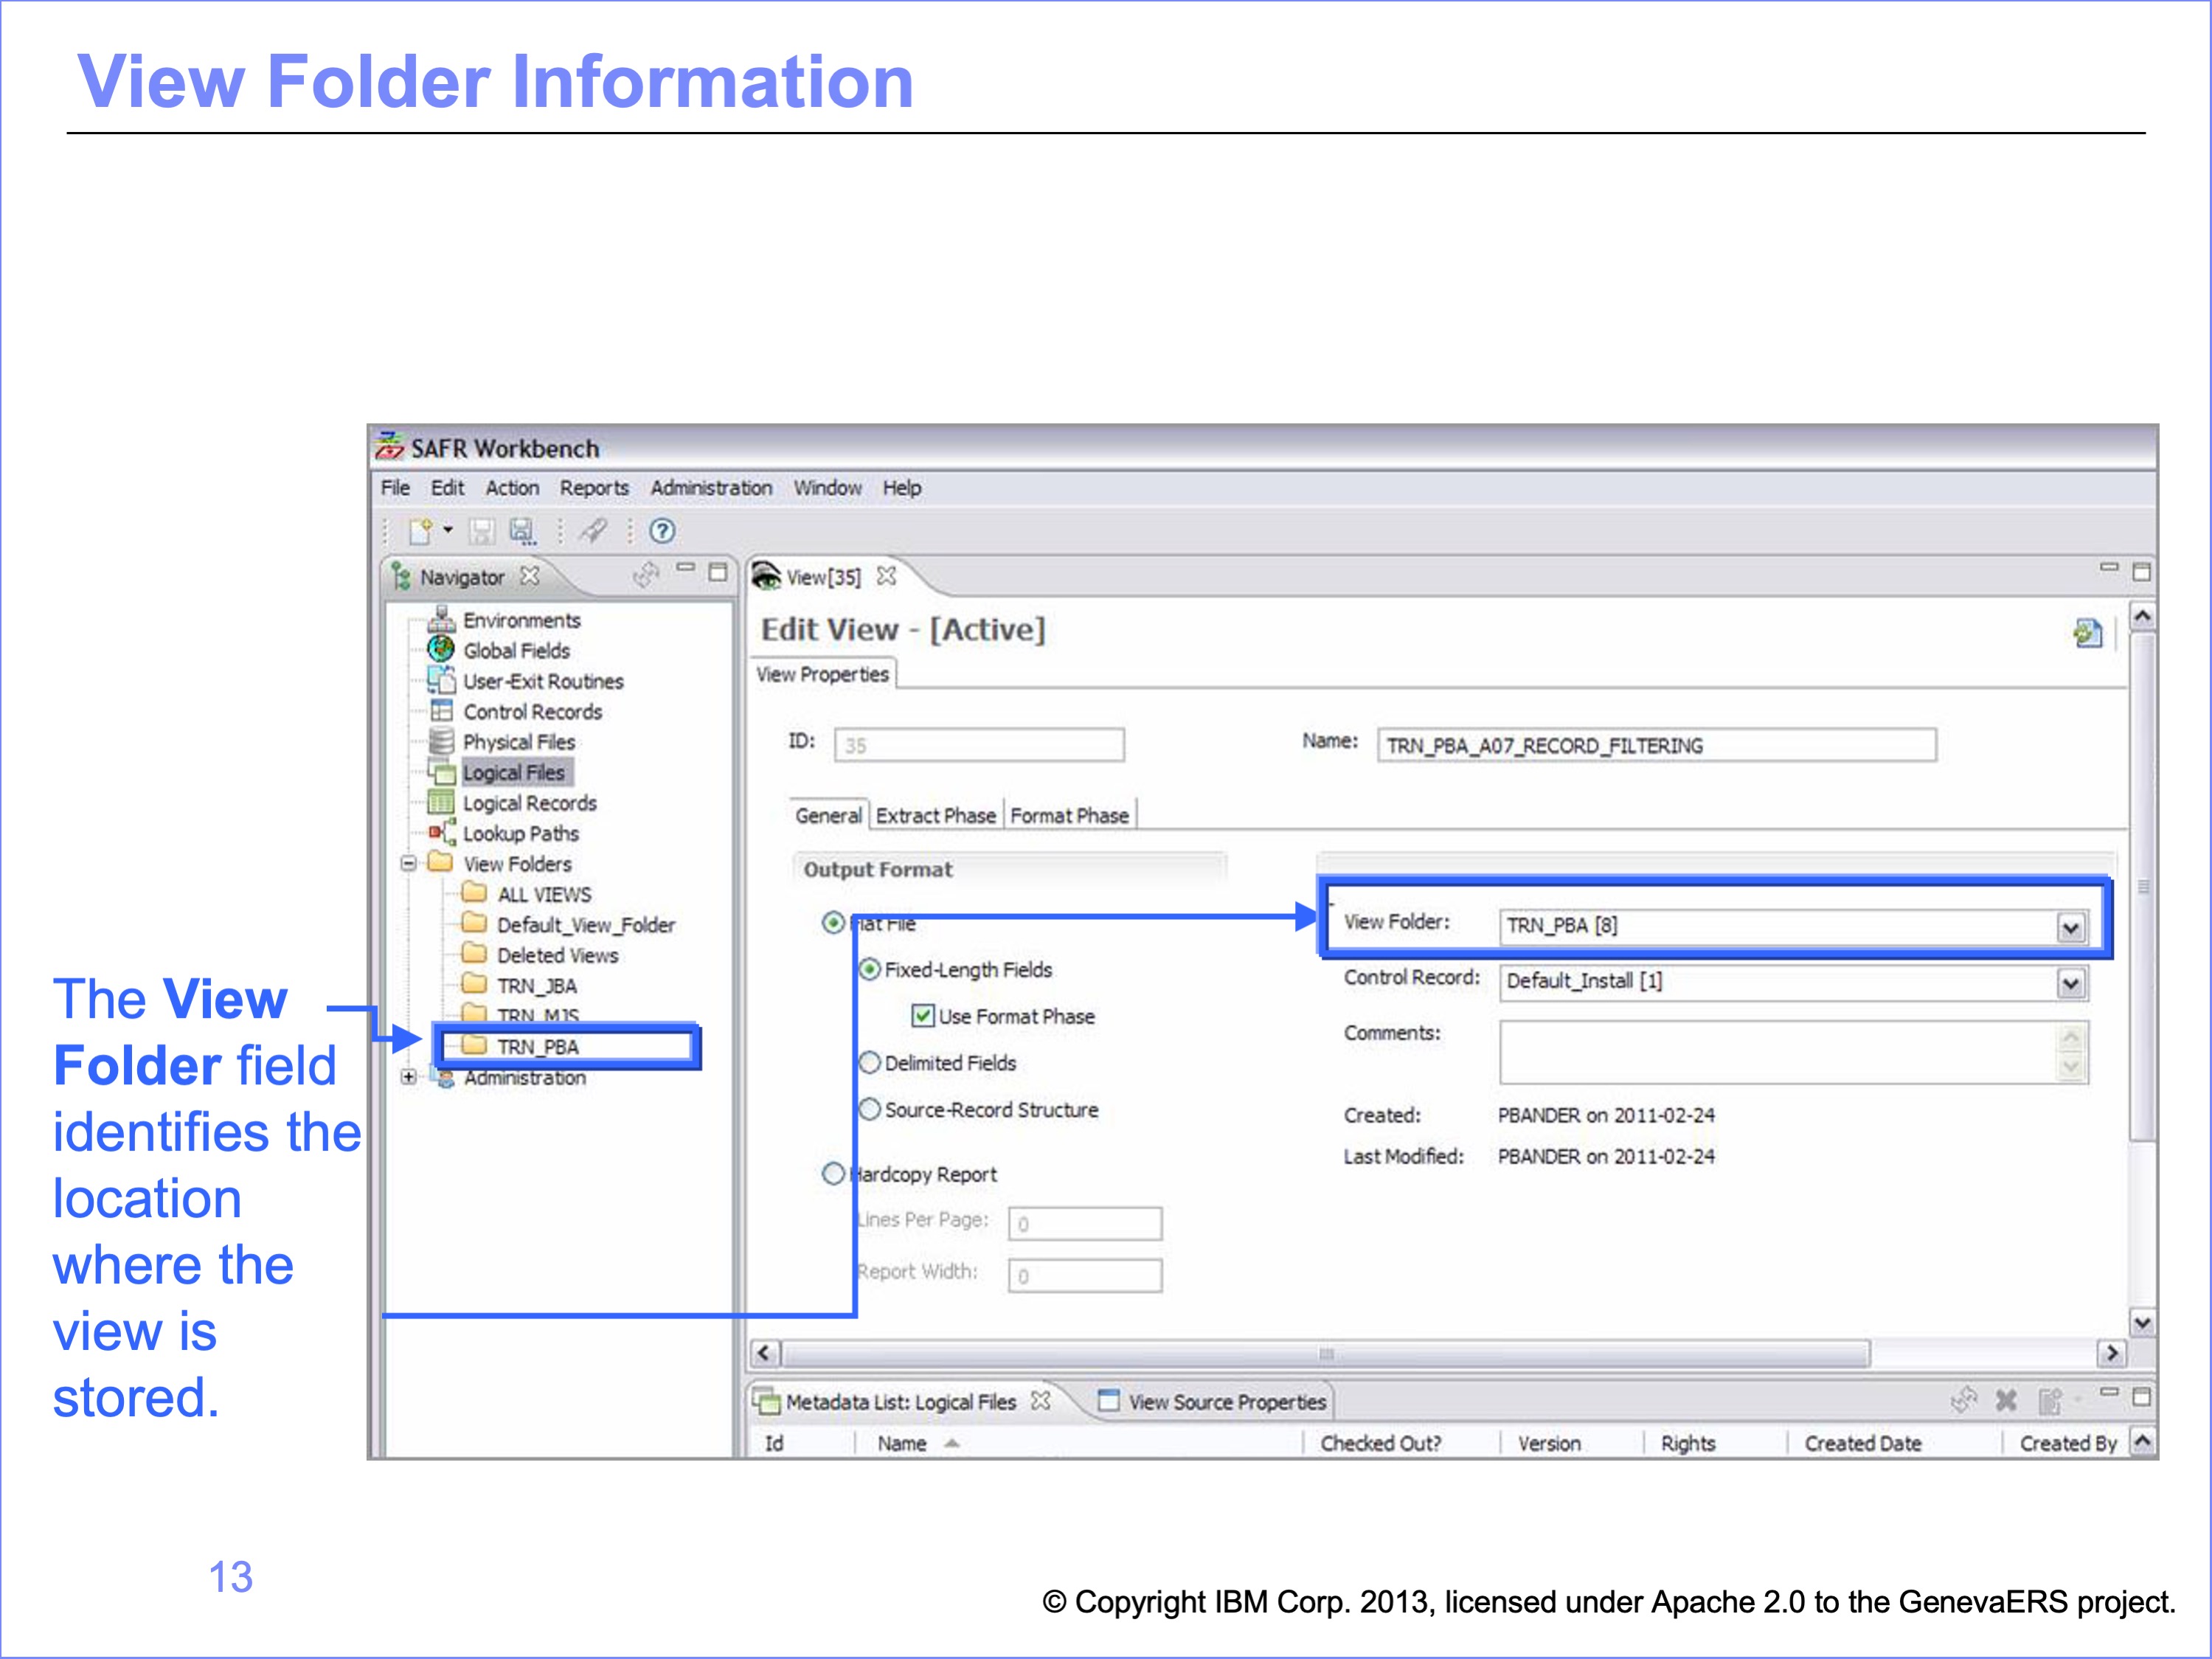 View Folder Information
SAFR Workbench
File Edit Action Reports Administration Window Help
Navigator
Environments
Global Fields
User-Exit Routines
Control Records
Physical Files
Logical Files
Logical Records
Lookup Paths
View Folders
ALL VIEWS
Default_View_Folder
Deleted Views
TRN_JBA
TRN_MJS
TRN_PBA
Administration
The View
Folder field
identifies the
location
where the
view is
stored.
View[35]
Edit View - [Active]
View Properties
ID: 35 Name: TRN_PBA_A07_RECORD_FILTERING
General Extract Phase Format Phase
Output Format
Flat File
Fixed-Length Fields
Use Format Phase
Delimited Fields
Source-Record Structure
Hardcopy Report
Lines Per Page: 0
Report Width: 0
View Folder: TRN_PBA [8]
Control Record: Default_Install [1]
Comments:
Created: PBANDER on 2011-02-24
Last Modified: PBANDER on 2011-02-24
Metadata List: Logical Files View Source Properties
Id Name Checked Out? Version Rights Created Date Created By
13
© Copyright IBM Corp. 2013, licensed under Apache 2.0 to the GenevaERS project.